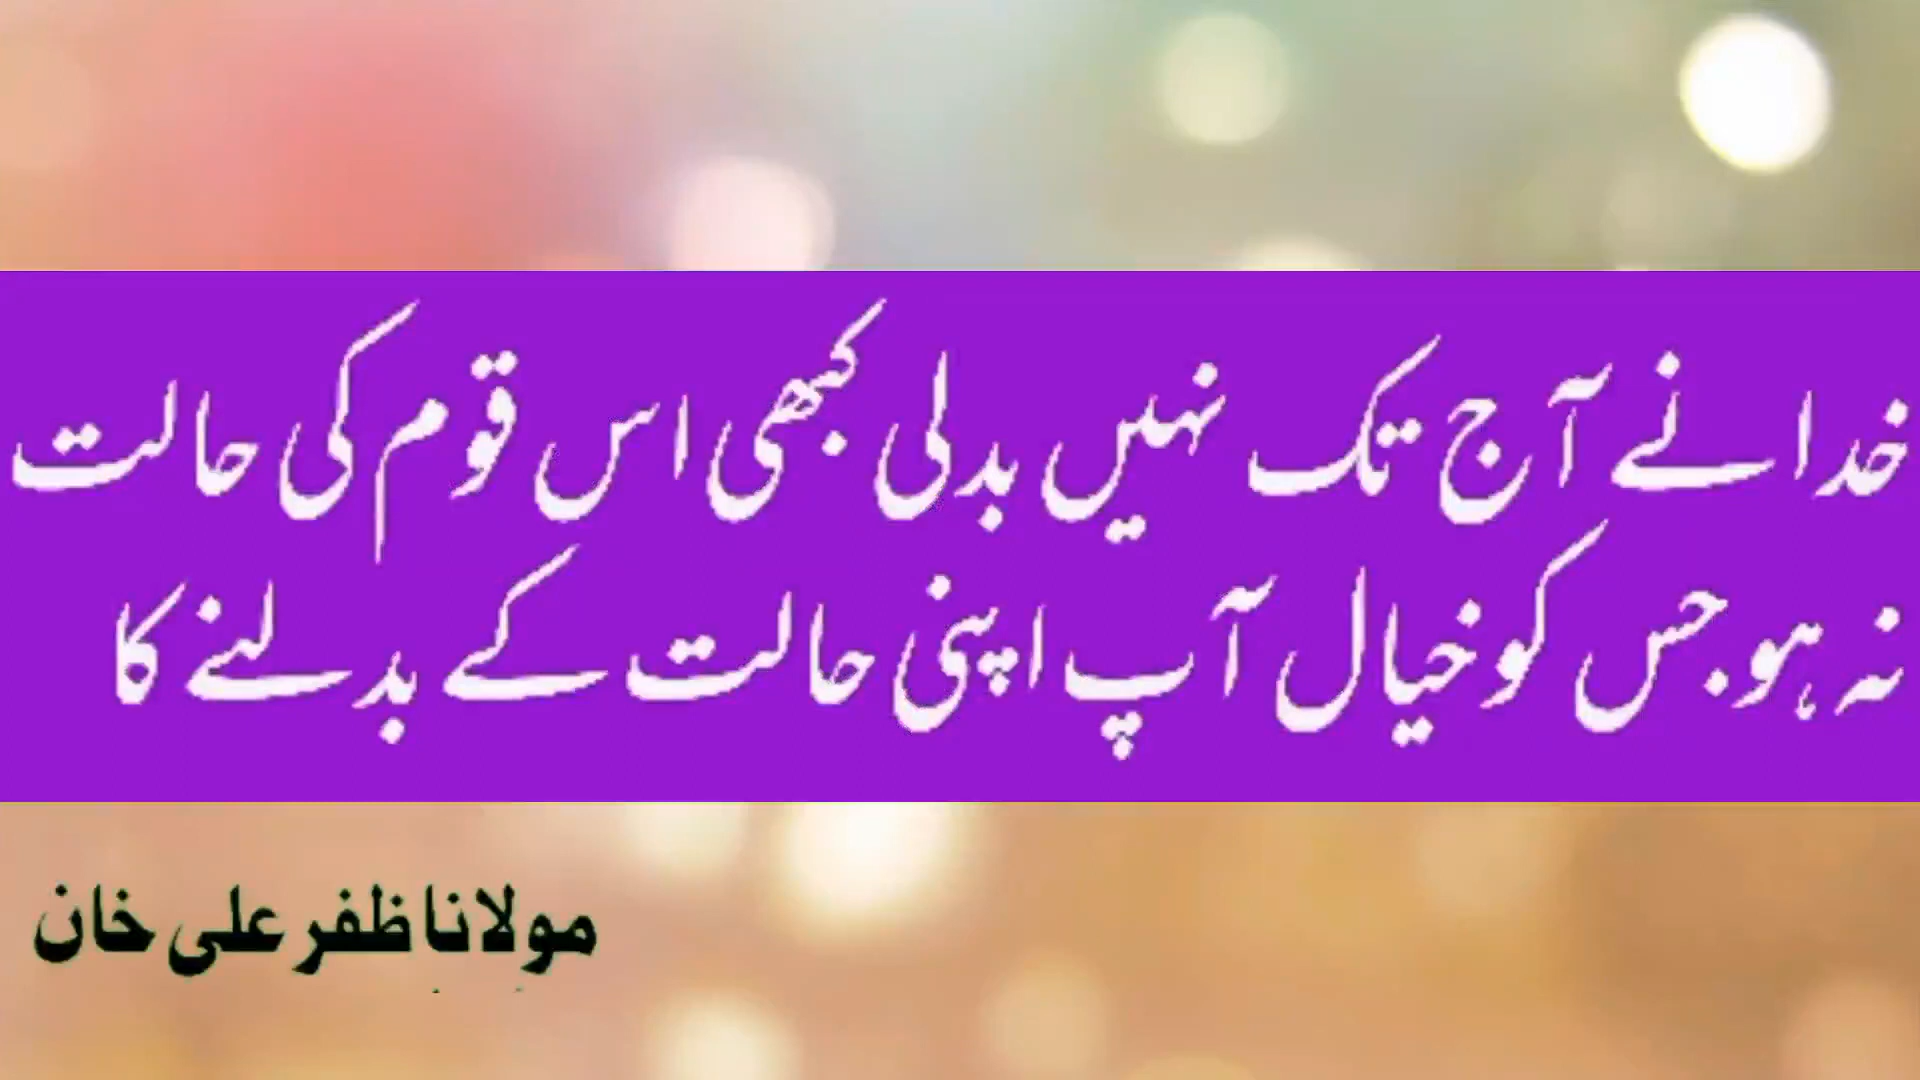 خدا نے آج تک نہیں بدلی کبھی اس قوم کی حالت
نہ ہو جس کو خیال آپ اپنی حالت کے بدلنے کا
مولانا ظفر علی خان